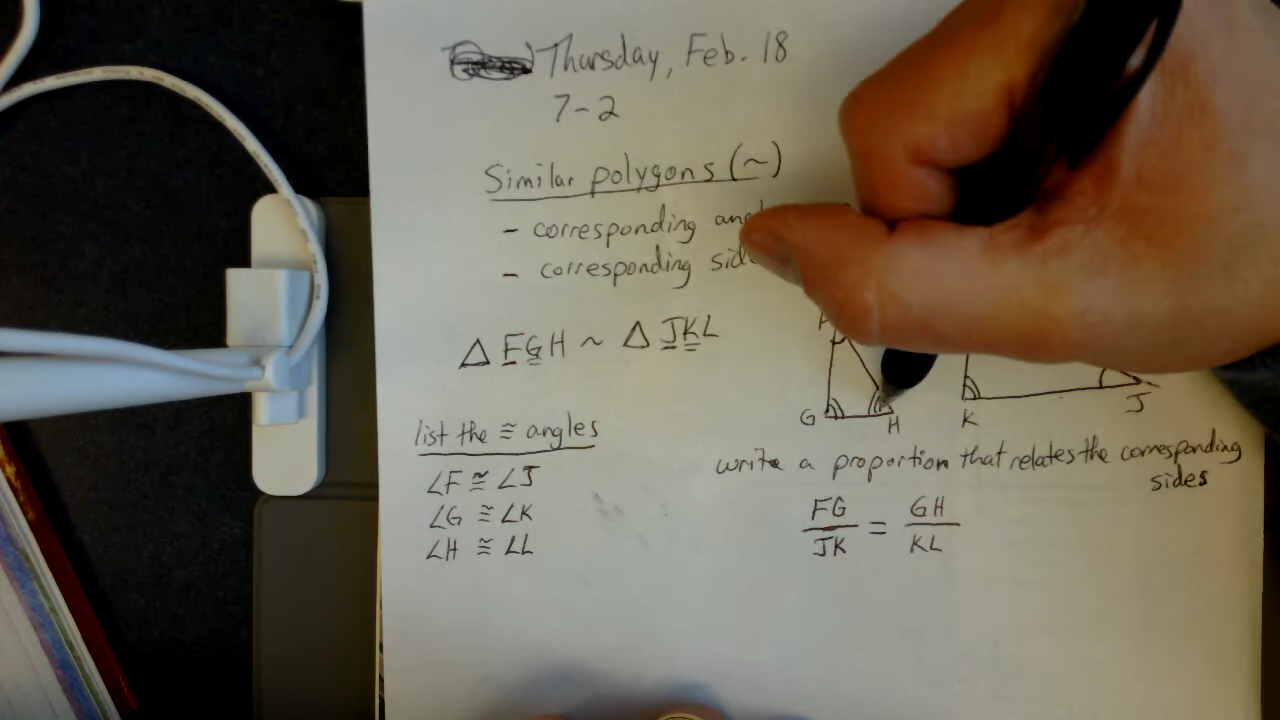 Thursday, Feb. 18
7-2
Similar polygons (~)
- corresponding
- corresponding
△ FGH ~ △ JKL
list the ≅ angles
∠F ≅ ∠J
∠G ≅ ∠K
∠H ≅ ∠L
G H
K J
write a proportion that relates the corresponding
sides
FG/JK = GH/KL